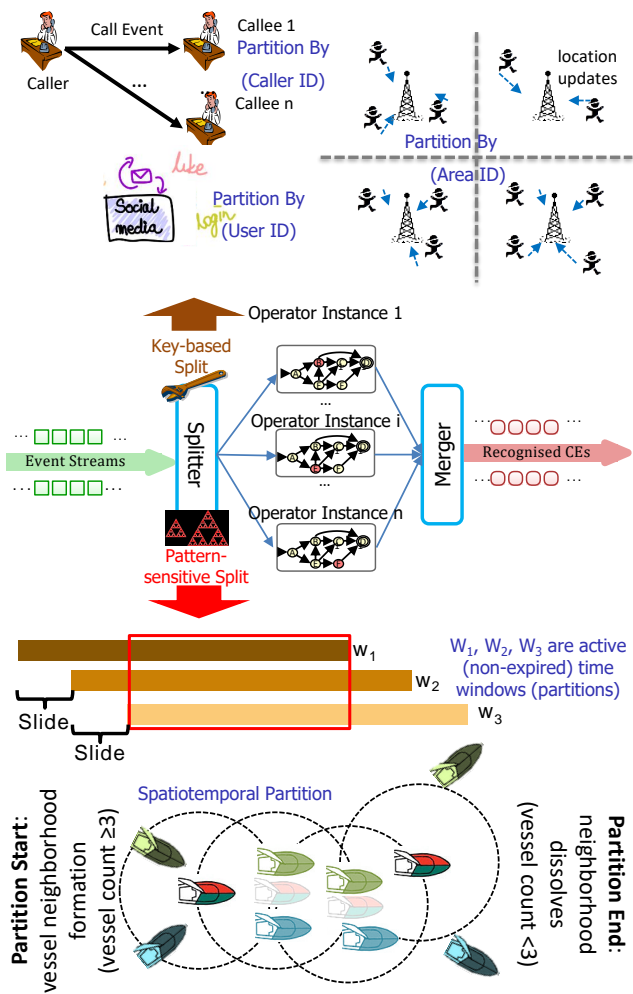 Call Event
Callee 1
Partition By
(Caller ID)
Caller
...
Callee n
like
Social
media
login
Partition By
(User ID)
location
updates
Partition By
(Area ID)
Operator Instance 1
Key-based
Split
A B C D
E F
...
Splitter
Operator Instance i
A B C D
E F
...
Merger
... ...
Event Streams
... ...
... ...
Recognised CEs
... ...
Operator Instance n
A B C D
E F
Pattern-
sensitive Split
W1
W2
W3
Slide
Slide
W1, W2, W3 are active
(non-expired) time
windows (partitions)
Spatiotemporal Partition
Partition Start:
vessel neighborhood
formation
(vessel count ≥3)
..
Partition End:
neighborhood
dissolves
(vessel count <3)